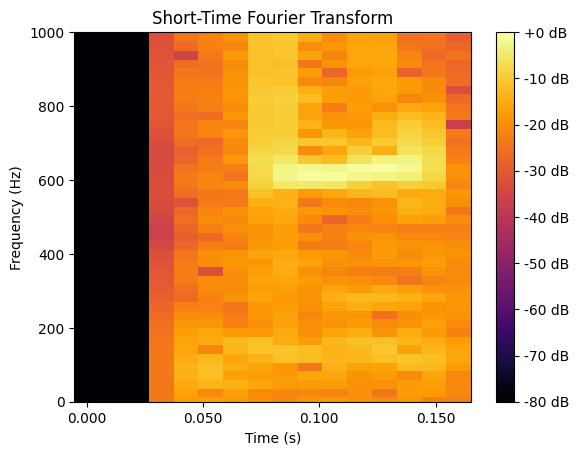 Short-Time Fourier Transform
1000
800
600
400
200
0
Frequency (Hz)
0.000
0.050
0.100
0.150
Time (s)
+0 dB
-10 dB
-20 dB
-30 dB
-40 dB
-50 dB
-60 dB
-70 dB
-80 dB